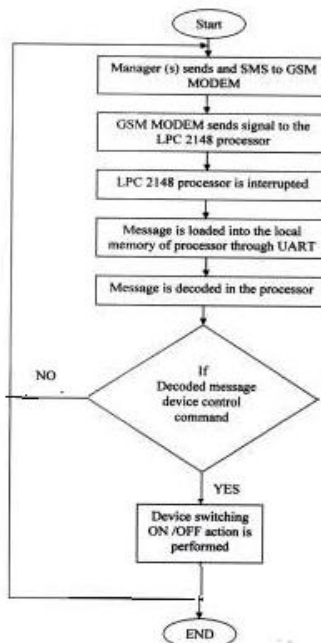 Start
Manager (s) sends and SMS to GSM
MODEM
GSM MODEM sends signal to the
LPC 2148 processor
LPC 2148 processor is interrupted
Message is loaded into the local
memory of processor through UART
Message is decoded in the processor
If
Decoded message
device control
command
NO
YES
Device switching
ON /OFF action is
performed
END